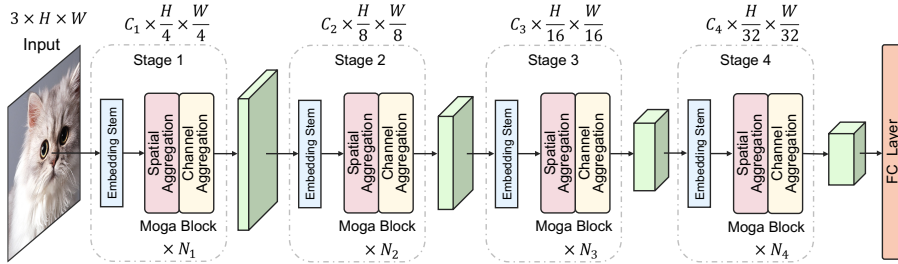 3 × H × W
Input
C₁ × H/4 × W/4
Stage 1
Embedding Stem
Spatial Aggregation
Channel Aggregation
Moga Block
× N₁
C₂ × H/8 × W/8
Stage 2
Embedding Stem
Spatial Aggregation
Channel Aggregation
Moga Block
× N₂
C₃ × H/16 × W/16
Stage 3
Embedding Stem
Spatial Aggregation
Channel Aggregation
Moga Block
× N₃
C₄ × H/32 × W/32
Stage 4
Embedding Stem
Spatial Aggregation
Channel Aggregation
Moga Block
× N₄
FC Layer